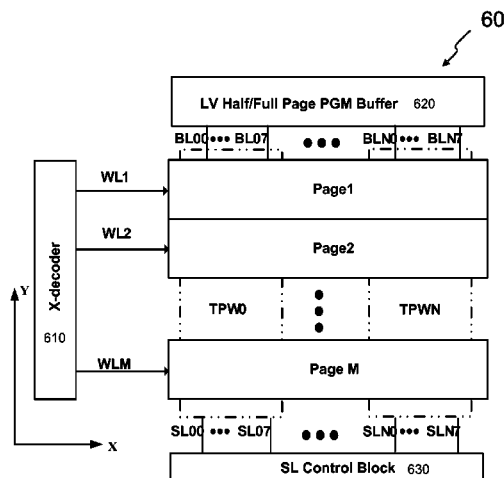 60
LV Half/Full Page PGM Buffer 620
BL00 ••• BL07 ••• BLN0 ••• BLN7
WL1
Page1
WL2
Page2
X-decoder
610
Y
TPW0
TPWN
WLM
Page M
X
SL00 ••• SL07 ••• SLN0 ••• SLN7
SL Control Block 630